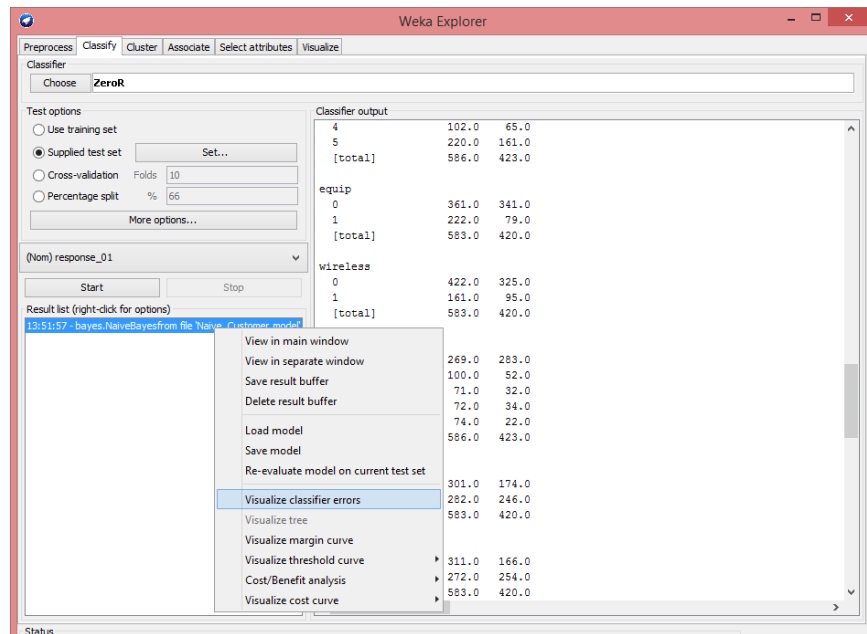 Weka Explorer
Preprocess Classify Cluster Associate Select attributes Visualize
Classifier
Choose ZeroR
Test options
Use training set
Supplied test set Set...
Cross-validation Folds 10
Percentage split % 66
More options...
(Nom) response_01
Start Stop
Result list (right-click for options)
13:51:57 - bayes.NaiveBayesfrom file 'Naive_Customer.model'
View in main window
View in separate window
Save result buffer
Delete result buffer
Load model
Save model
Re-evaluate model on current test set
Visualize classifier errors
Visualize tree
Visualize margin curve
Visualize threshold curve
Cost/Benefit analysis
Visualize cost curve
Classifier output
4 102.0 65.0
5 220.0 161.0
[total] 586.0 423.0
equip
0 361.0 341.0
1 222.0 79.0
[total] 583.0 420.0
wireless
0 422.0 325.0
1 161.0 95.0
[total] 583.0 420.0
269.0 283.0
100.0 52.0
71.0 32.0
72.0 34.0
74.0 22.0
586.0 423.0
301.0 174.0
282.0 246.0
583.0 420.0
311.0 166.0
272.0 254.0
583.0 420.0
Status